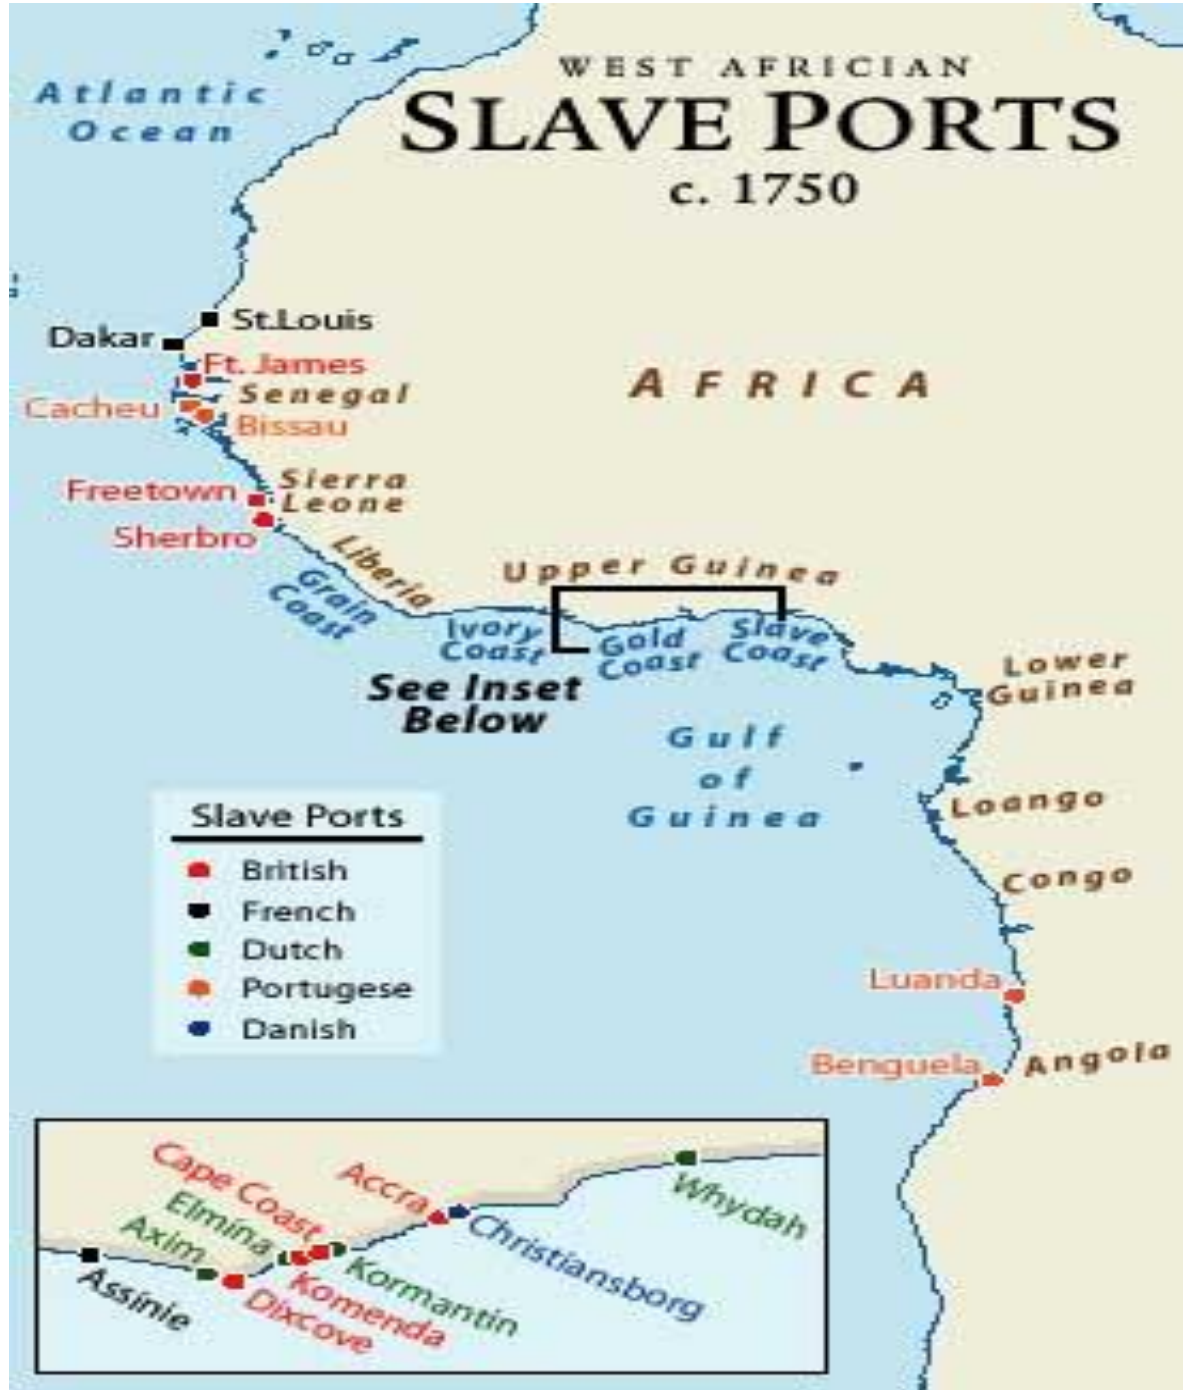 WEST AFRICIAN
SLAVE PORTS
c. 1750
Atlantic
Ocean
St.Louis
Dakar
Ft. James
AFRICA
Senegal
Cacheu
Bissau
Sierra
Leone
Freetown
Sherbro
Liberia
Grain
Coast
Upper Guinea
Ivory
Coast
Gold
Coast
Slave
Coast
Lower
Guinea
See Inset
Below
Gulf
of
Guinea
Loango
Congo
Slave Ports
British
French
Dutch
Portugese
Danish
Luanda
Benguela
Angola
Cape Coast
Elmina
Axim
Accra
Whydah
Christiansborg
Kormantin
Komenda
Dixcove
Assinie